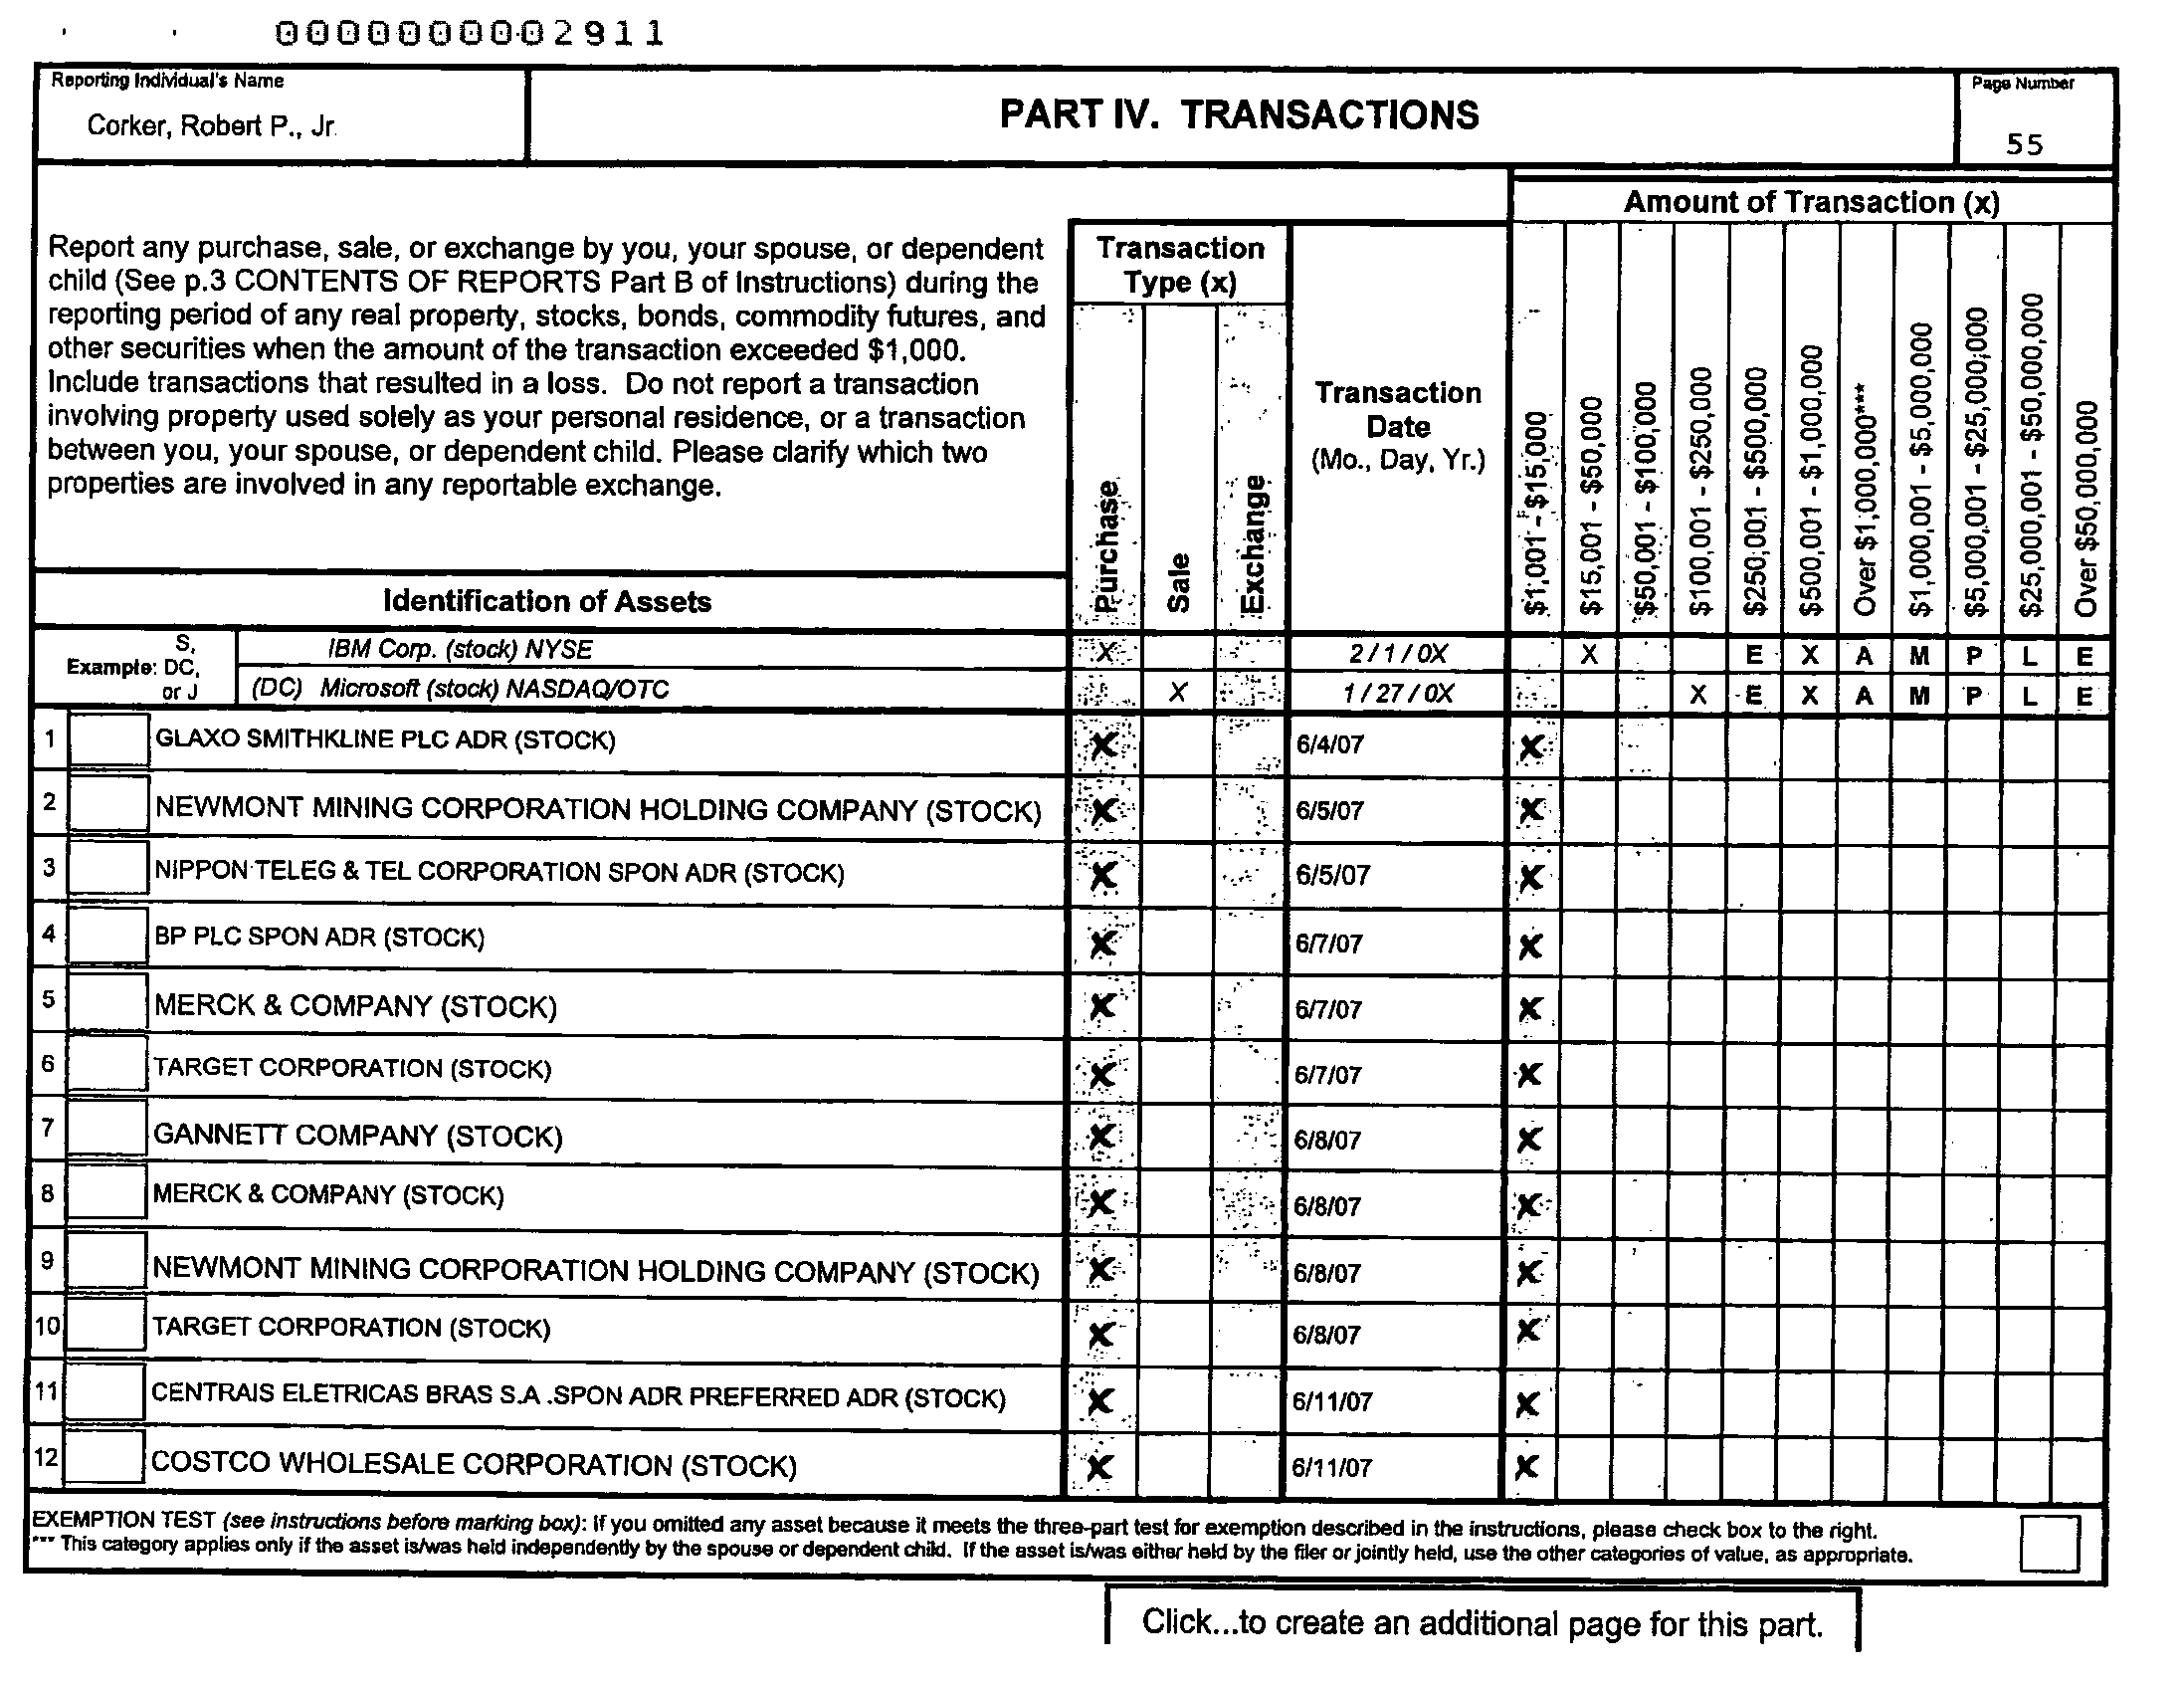 0000000002911
Reporting Individual's Name
Corker, Robert P., Jr.
PART IV. TRANSACTIONS
Page Number
55
Report any purchase, sale, or exchange by you, your spouse, or dependent
child (See p.3 CONTENTS OF REPORTS Part B of Instructions) during the
reporting period of any real property, stocks, bonds, commodity futures, and
other securities when the amount of the transaction exceeded $1,000.
Include transactions that resulted in a loss. Do not report a transaction
involving property used solely as your personal residence, or a transaction
between you, your spouse, or dependent child. Please clarify which two
properties are involved in any reportable exchange.
Transaction
Type (x)
Purchase
Sale
Exchange
Transaction
Date
(Mo., Day, Yr.)
Amount of Transaction (x)
$1,001 - $15,000
$15,001 - $50,000
$50,001 - $100,000
$100,001 - $250,000
$250,001 - $500,000
$500,001 - $1,000,000
Over $1,000,000***
$1,000,001 - $5,000,000
$5,000,001 - $25,000,000
$25,000,001 - $50,000,000
Over $50,000,000
Identification of Assets
Example: S, DC, or J
IBM Corp. (stock) NYSE X 2 / 1 / 0X X E X A M P L E
(DC) Microsoft (stock) NASDAQ/OTC X 1 / 27 / 0X X E X A M P L E
1 GLAXO SMITHKLINE PLC ADR (STOCK) X 6/4/07 X
2 NEWMONT MINING CORPORATION HOLDING COMPANY (STOCK) X 6/5/07 X
3 NIPPON TELEG & TEL CORPORATION SPON ADR (STOCK) X 6/5/07 X
4 BP PLC SPON ADR (STOCK) X 6/7/07 X
5 MERCK & COMPANY (STOCK) X 6/7/07 X
6 TARGET CORPORATION (STOCK) X 6/7/07 X
7 GANNETT COMPANY (STOCK) X 6/8/07 X
8 MERCK & COMPANY (STOCK) X 6/8/07 X
9 NEWMONT MINING CORPORATION HOLDING COMPANY (STOCK) X 6/8/07 X
10 TARGET CORPORATION (STOCK) X 6/8/07 X
11 CENTRAIS ELETRICAS BRAS S.A .SPON ADR PREFERRED ADR (STOCK) X 6/11/07 X
12 COSTCO WHOLESALE CORPORATION (STOCK) X 6/11/07 X
EXEMPTION TEST (see instructions before marking box): If you omitted any asset because it meets the three-part test for exemption described in the instructions, please check box to the right.
*** This category applies only if the asset is/was held independently by the spouse or dependent child. If the asset is/was either held by the filer or jointly held, use the other categories of value, as appropriate.
Click...to create an additional page for this part.